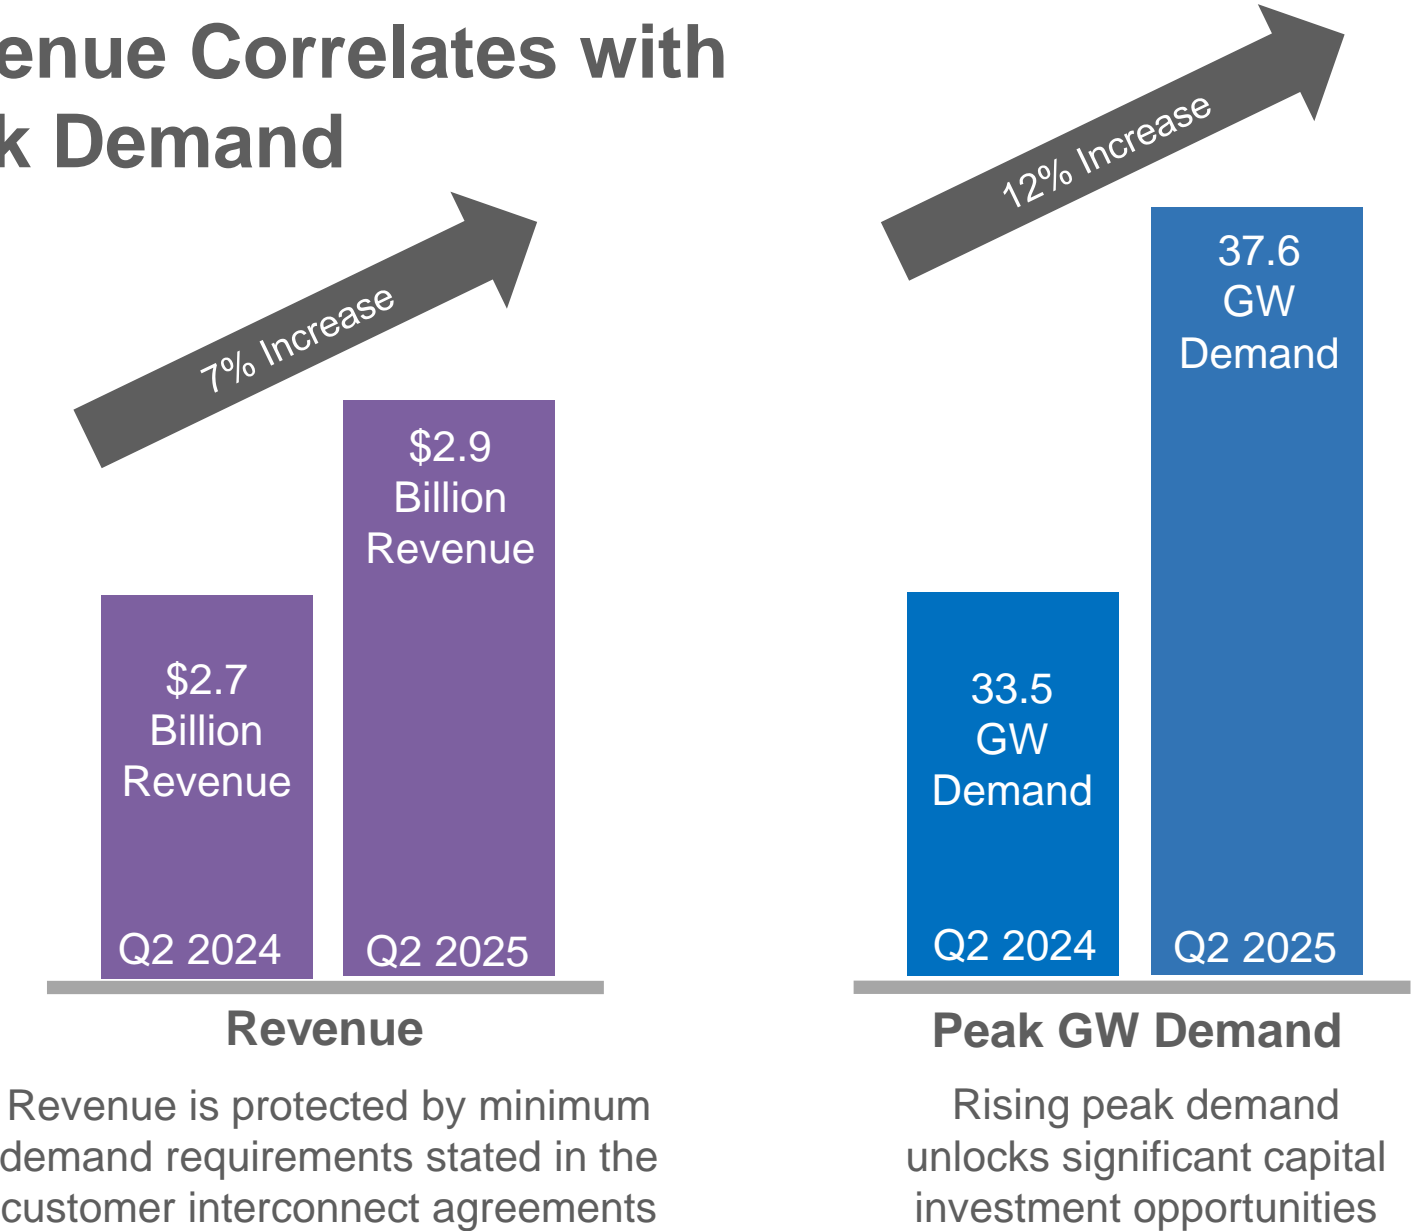 enue Correlates with
k Demand
7% Increase
$2.9
Billion
Revenue
$2.7
Billion
Revenue
Q2 2024
Q2 2025
Revenue
Revenue is protected by minimum
demand requirements stated in the
customer interconnect agreements
12% Increase
37.6
GW
Demand
33.5
GW
Demand
Q2 2024
Q2 2025
Peak GW Demand
Rising peak demand
unlocks significant capital
investment opportunities